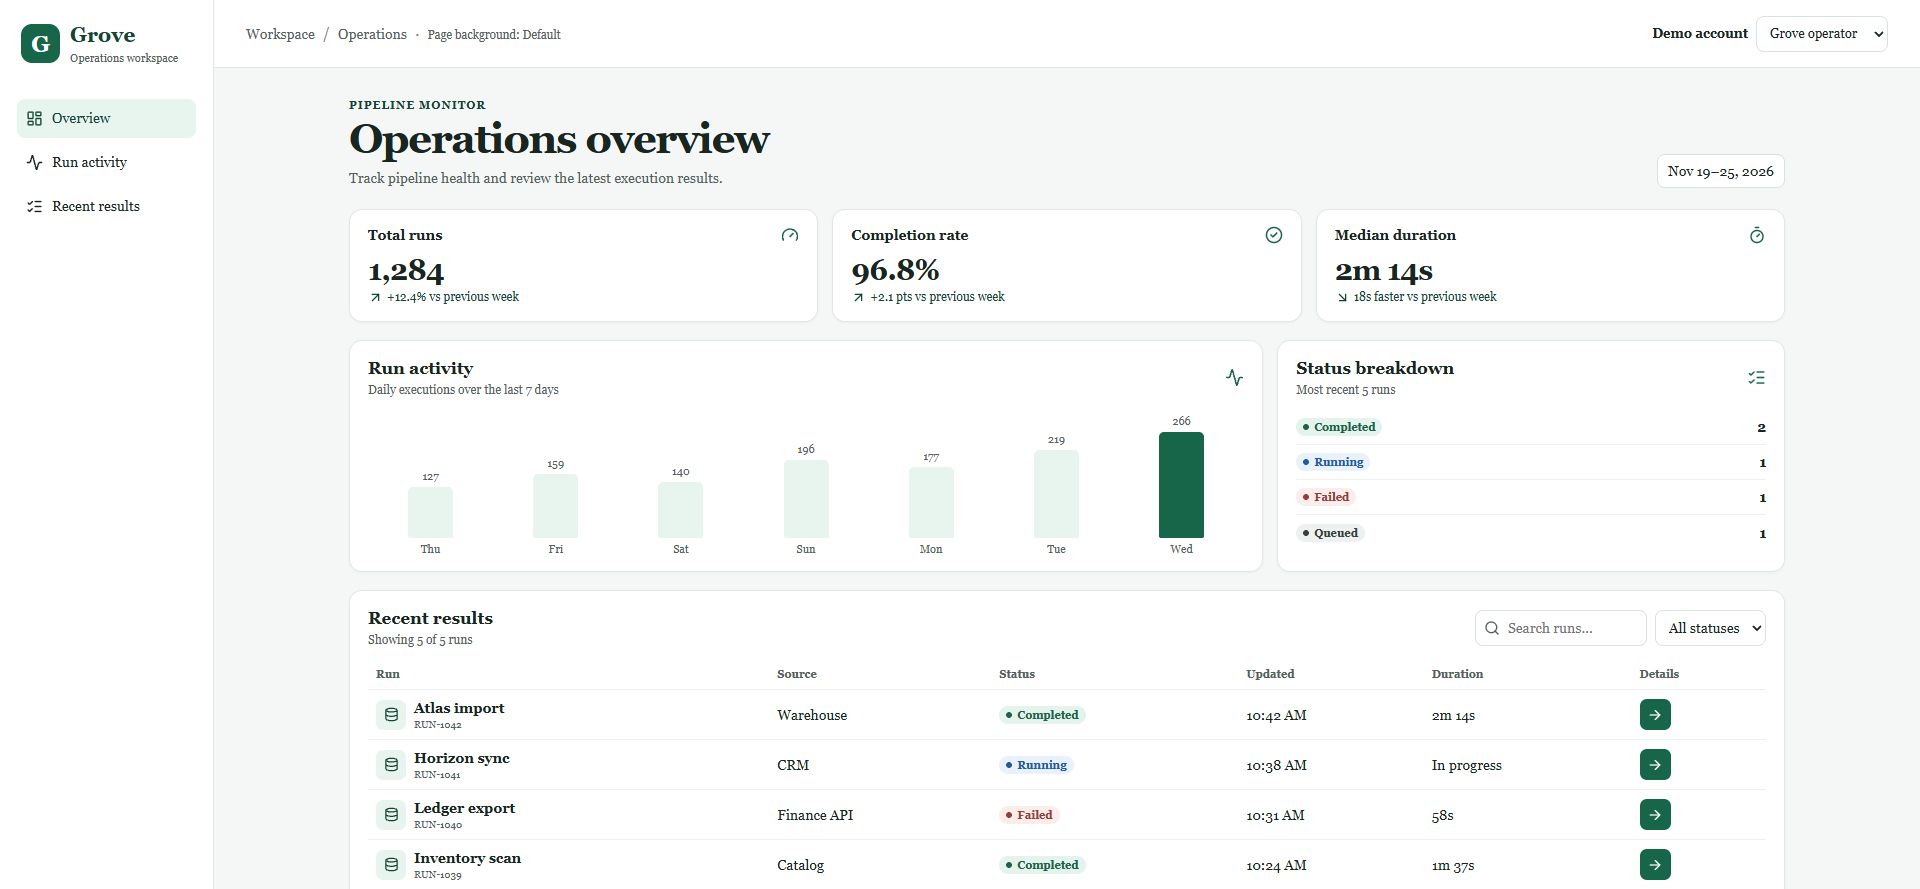 G
Grove
Operations workspace
Overview
Run activity
Recent results
Workspace / Operations · Page background: Default
Demo account
Grove operator
PIPELINE MONITOR
Operations overview
Track pipeline health and review the latest execution results.
Nov 19–25, 2026
Total runs
1,284
+12.4% vs previous week
Completion rate
96.8%
+2.1 pts vs previous week
Median duration
2m 14s
18s faster vs previous week
Run activity
Daily executions over the last 7 days
127
159
140
196
177
219
266
Thu
Fri
Sat
Sun
Mon
Tue
Wed
Status breakdown
Most recent 5 runs
Completed 2
Running 1
Failed 1
Queued 1
Recent results
Showing 5 of 5 runs
Search runs...
All statuses
Run Source Status Updated Duration Details
Atlas import
RUN-1042
Warehouse Completed 10:42 AM 2m 14s
Horizon sync
RUN-1041
CRM Running 10:38 AM In progress
Ledger export
RUN-1040
Finance API Failed 10:31 AM 58s
Inventory scan
RUN-1039
Catalog Completed 10:24 AM 1m 37s